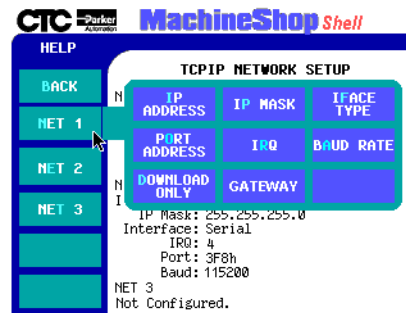 CTC Parker Automation MachineShop Shell
HELP
TCPIP NETWORK SETUP
BACK
NET 1
NET 2
NET 3
N
IP ADDRESS
IP MASK
IFACE TYPE
PORT ADDRESS
IRQ
BAUD RATE
DOWNLOAD ONLY
GATEWAY
N
I
IP Mask: 255.255.255.0
Interface: Serial
IRQ: 4
Port: 3F8h
Baud: 115200
NET 3
Not Configured.